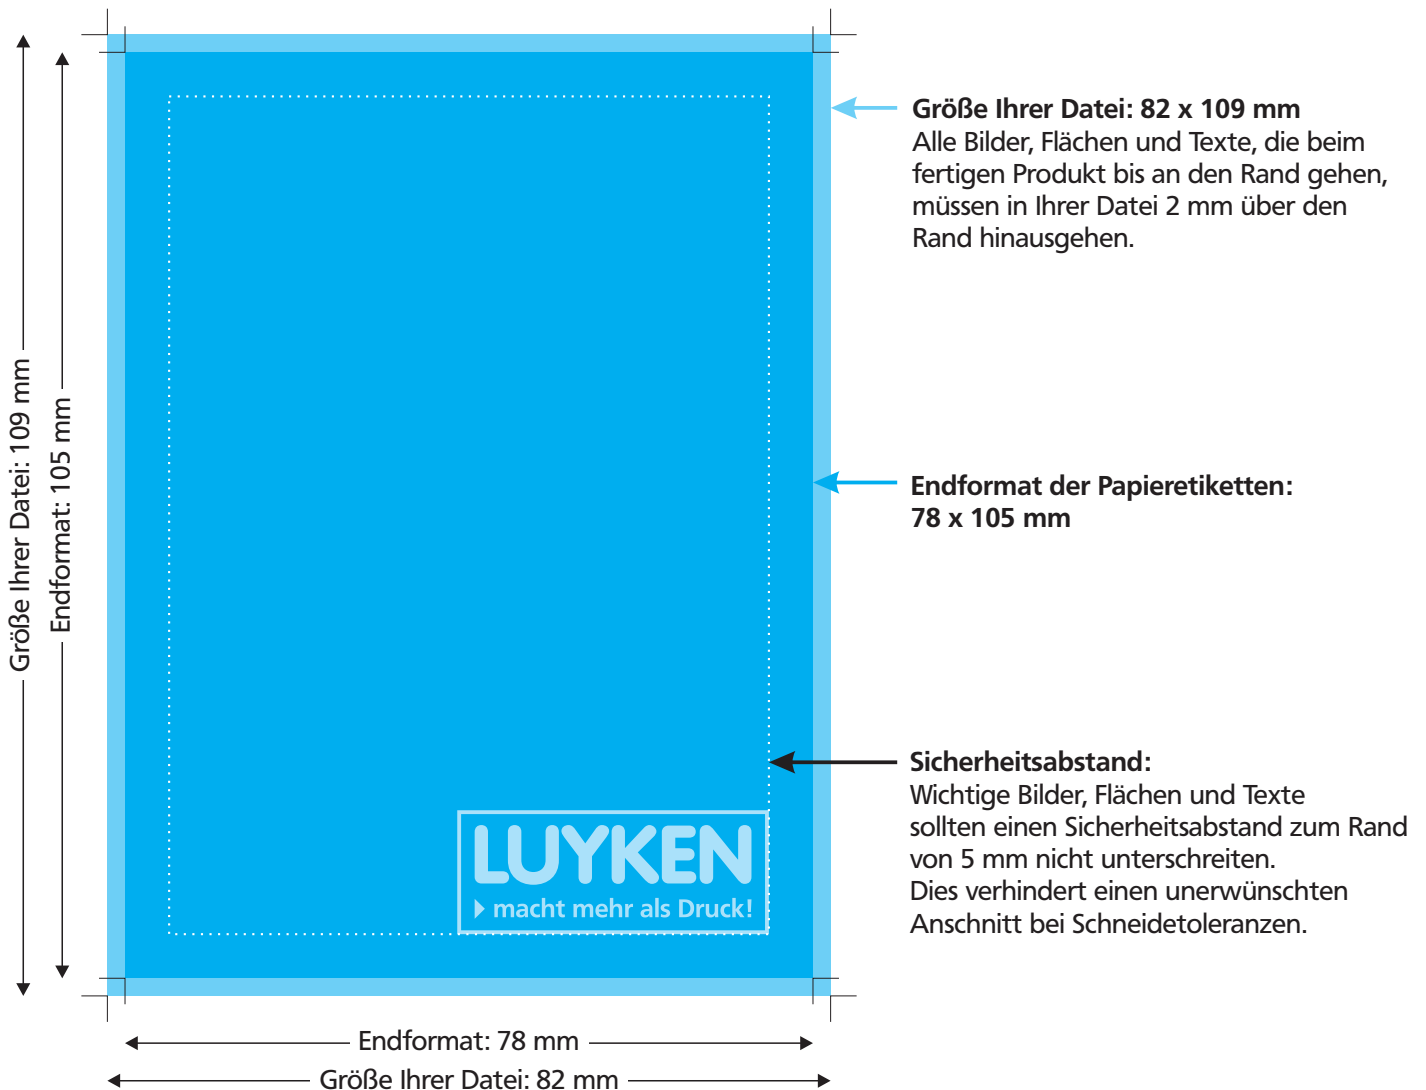 Größe Ihrer Datei: 109 mm
Endformat: 105 mm
Größe Ihrer Datei: 82 x 109 mm
Alle Bilder, Flächen und Texte, die beim
fertigen Produkt bis an den Rand gehen,
müssen in Ihrer Datei 2 mm über den
Rand hinausgehen.
Endformat der Papieretiketten:
78 x 105 mm
Sicherheitsabstand:
Wichtige Bilder, Flächen und Texte
sollten einen Sicherheitsabstand zum Rand
von 5 mm nicht unterschreiten.
Dies verhindert einen unerwünschten
Anschnitt bei Schneidetoleranzen.
LUYKEN
macht mehr als Druck!
Endformat: 78 mm
Größe Ihrer Datei: 82 mm